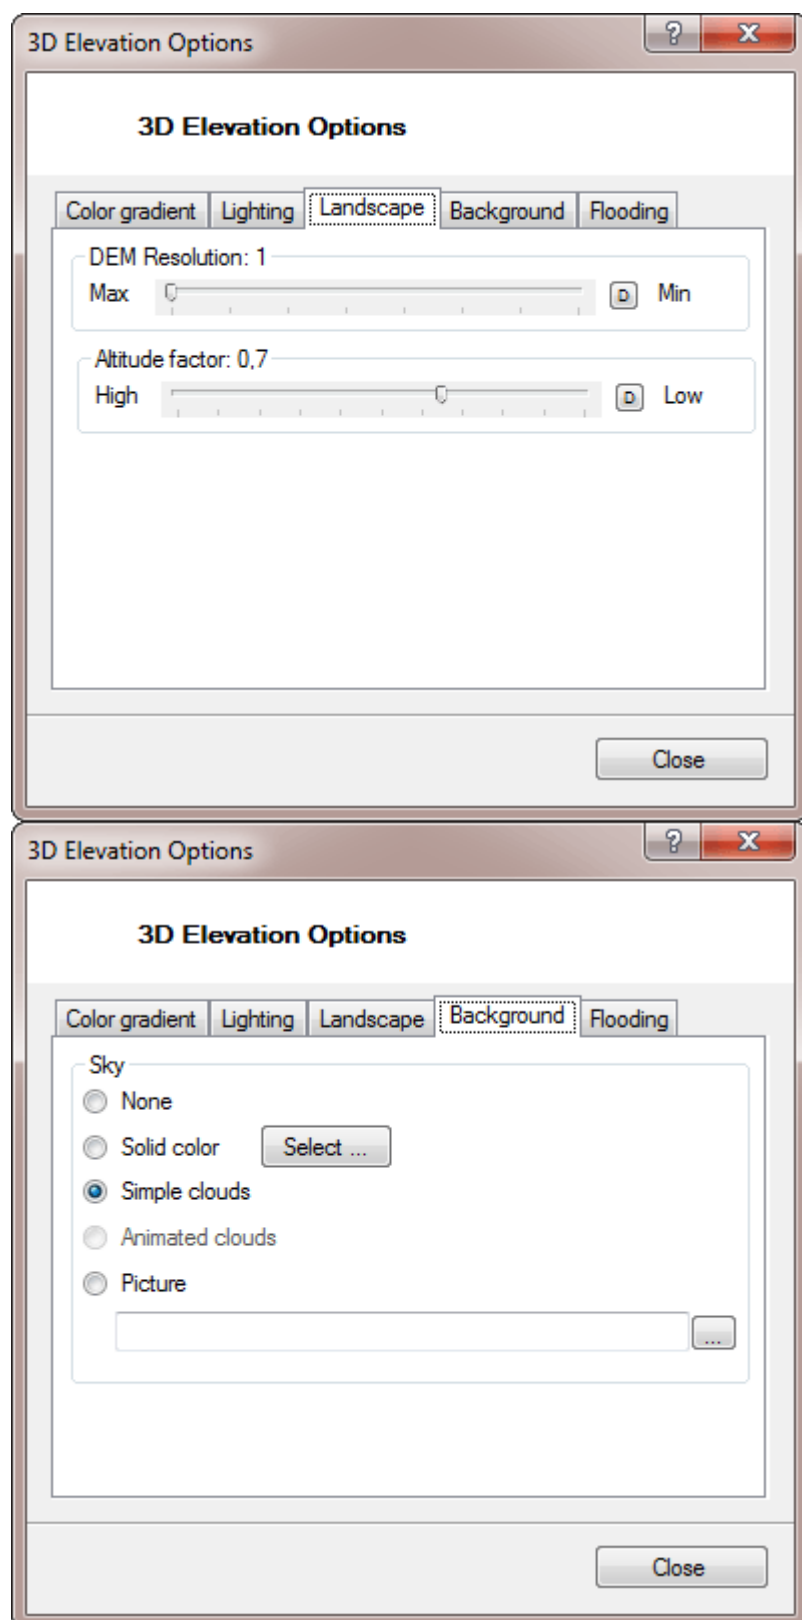 3D Elevation Options
?
X
3D Elevation Options
Color gradient Lighting Landscape Background Flooding
DEM Resolution: 1
Max D Min
Altitude factor: 0,7
High D Low
Close
3D Elevation Options
?
X
3D Elevation Options
Color gradient Lighting Landscape Background Flooding
Sky
None
Solid color Select ...
Simple clouds
Animated clouds
Picture
...
Close